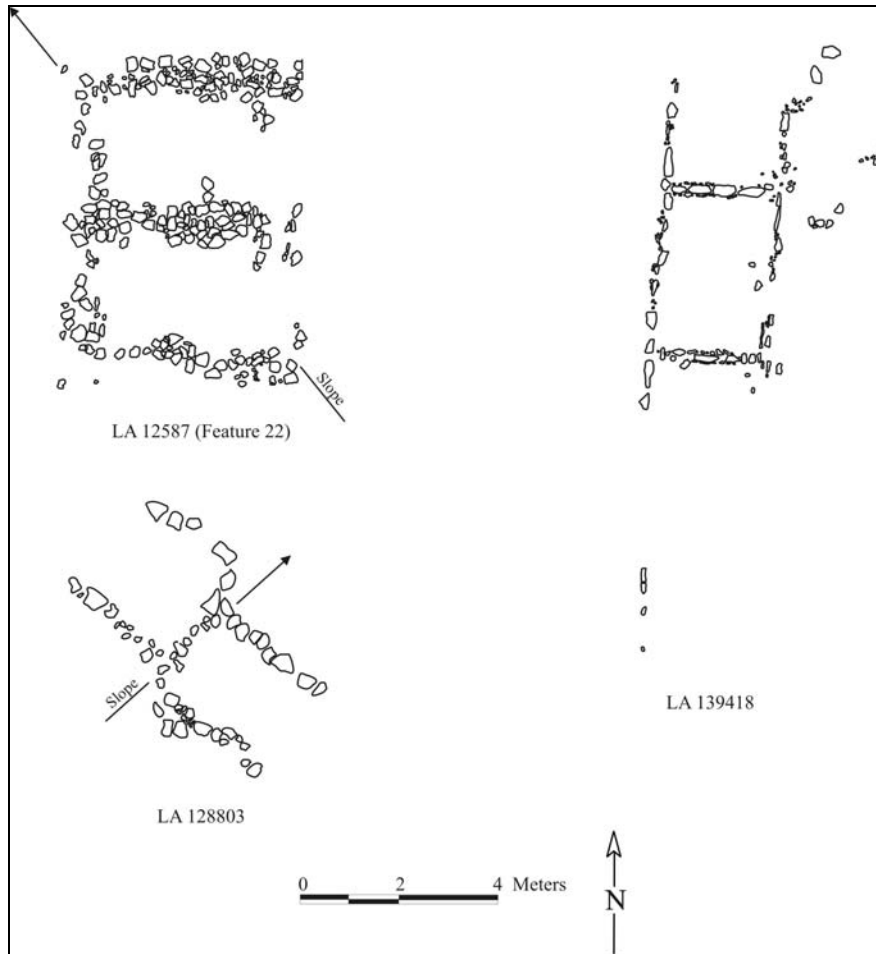 Slope
LA 12587 (Feature 22)
Slope
LA 139418
LA 128803
0 2 4 Meters
N